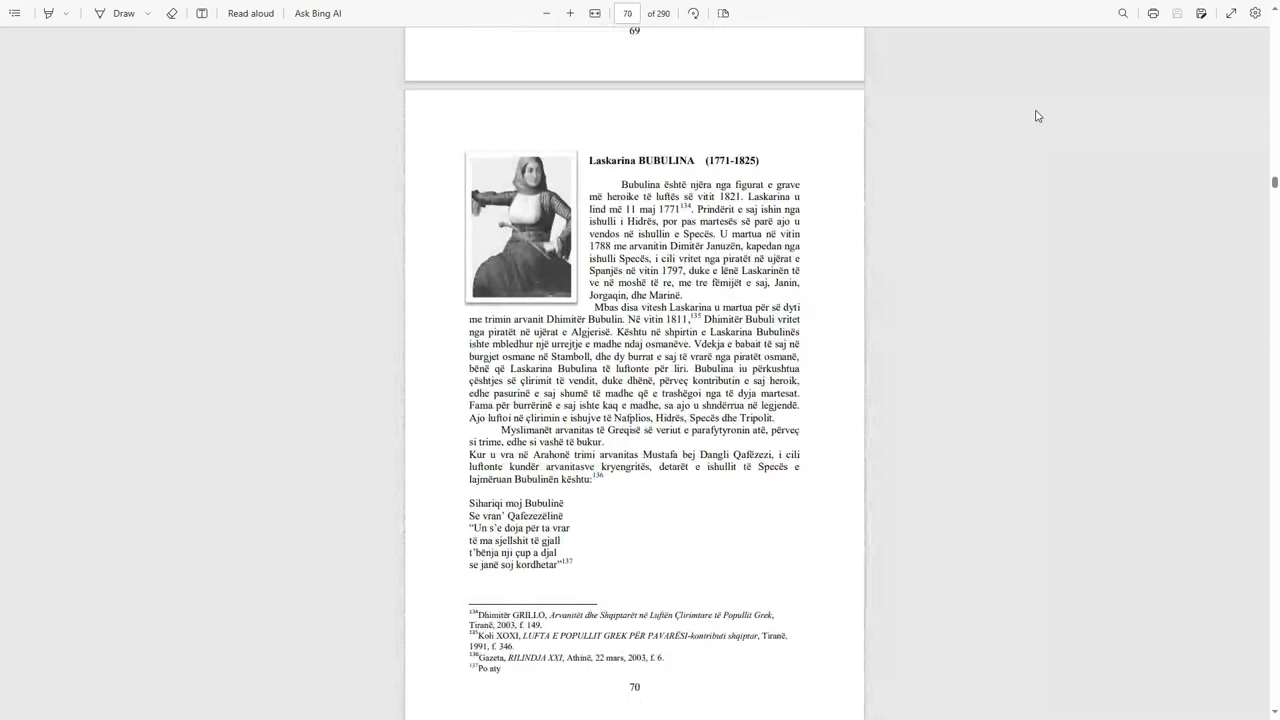 Draw
Read aloud
Ask Bing AI
70
of 290
69
Laskarina BUBULINA (1771-1825)
Bubulina është njëra nga figurat e grave
më heroike të luftës së vitit 1821. Laskarina u
lind më 11 maj 1771134. Prindërit e saj ishin nga
ishulli i Hidrës, por pas martesës së parë ajo u
vendos në ishullin e Specës. U martua në vitin
1788 me arvanitin Dimitër Januzën, kapedan nga
ishulli Specës, i cili vritet nga piratët në ujërat e
Spanjës në vitin 1797, duke e lënë Laskarinën të
ve në moshë të re, me tre fëmijët e saj, Janin,
Jorgaqin, dhe Marinë.
Mbas disa vitesh Laskarina u martua për së dyti
me trimin arvanit Dhimitër Bubulin. Në vitin 1811,135 Dhimitër Bubuli vritet
nga piratët në ujërat e Algjerisë. Kështu në shpirtin e Laskarina Bubulinës
ishte mbledhur një urrejtje e madhe ndaj osmanëve. Vdekja e babait të saj në
burgjet osmane në Stamboll, dhe dy burrat e saj të vrarë nga piratët osmanë,
bënë që Laskarina Bubulina të luftonte për liri. Bubulina iu përkushtua
çështjes së çlirimit të vendit, duke dhënë, përveç kontributin e saj heroik,
edhe pasurinë e saj shumë të madhe që e trashëgoi nga të dyja martesat.
Fama për burrërinë e saj ishte kaq e madhe, sa ajo u shndërrua në legjendë.
Ajo luftoi në çlirimin e ishujve të Nafplios, Hidrës, Specës dhe Tripolit.
Myslimanët arvanitas të Greqisë së veriut e parafytyronin atë, përveç
si trime, edhe si vashë të bukur.
Kur u vra në Arahonë trimi arvanitas Mustafa bej Dangli Qafëzezi, i cili
luftonte kundër arvanitasve kryengritës, detarët e ishullit të Specës e
lajmëruan Bubulinën kështu:136
Sihariqi moj Bubulinë
Se vran’ Qafezezëlinë
“Un s’e doja për ta vrar
të ma sjellshit të gjall
t’bënja nji çup a djal
se janë soj kordhetar”137
134Dhimitër GRILLO, Arvanitët dhe Shqiptarët në Luftën Çlirimtare të Popullit Grek,
Tiranë, 2003, f. 149.
135Koli XOXI, LUFTA E POPULLIT GREK PËR PAVARËSI-kontributi shqiptar, Tiranë,
1991, f. 346.
136Gazeta, RILINDJA XXI, Athinë, 22 mars, 2003, f. 6.
137Po aty
70